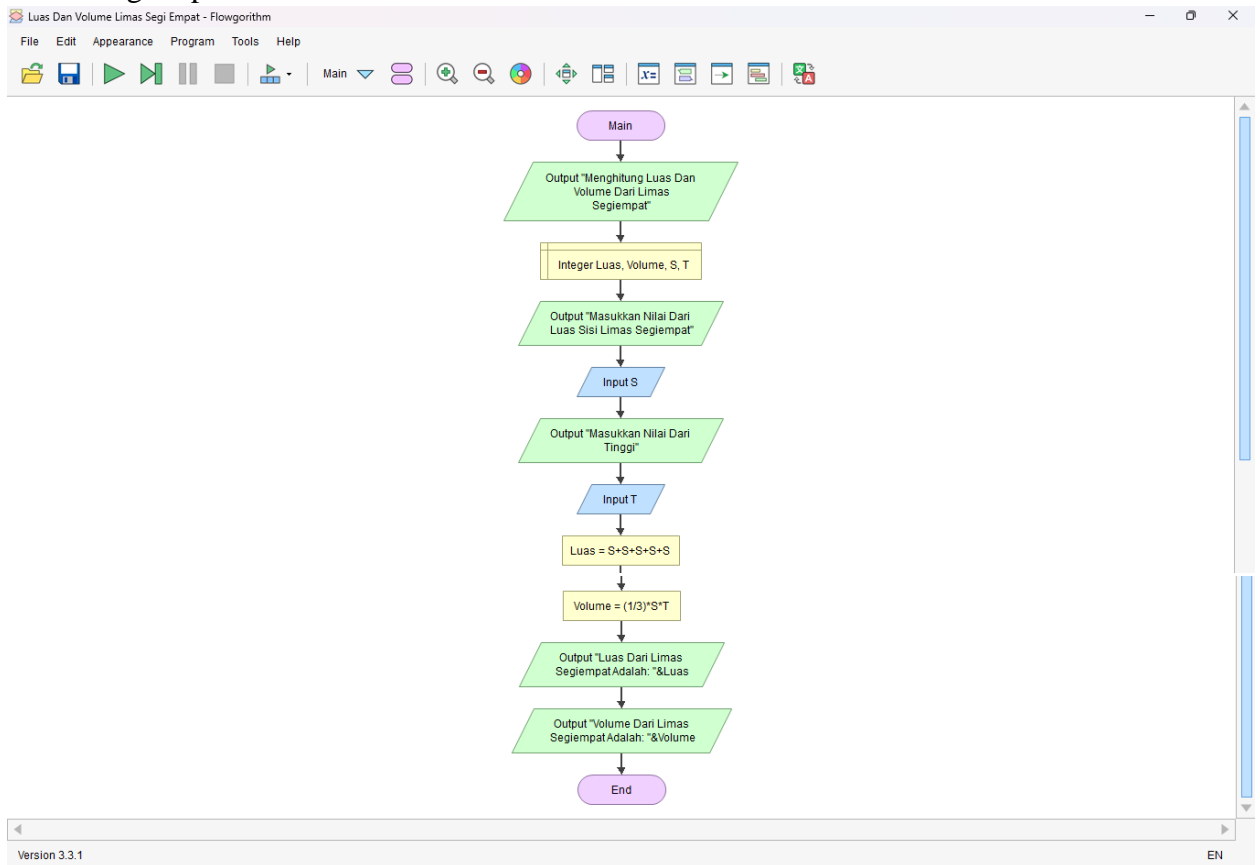 Luas Dan Volume Limas Segi Empat - Flowgorithm
File Edit Appearance Program Tools Help
Main
Main
Output "Menghitung Luas Dan
Volume Dari Limas
Segiempat"
Integer Luas, Volume, S, T
Output "Masukkan Nilai Dari
Luas Sisi Limas Segiempat"
Input S
Output "Masukkan Nilai Dari
Tinggi"
Input T
Luas = S+S+S+S+S
Volume = (1/3)*S*T
Output "Luas Dari Limas
Segiempat Adalah: "&Luas
Output "Volume Dari Limas
Segiempat Adalah: "&Volume
End
Version 3.3.1
EN